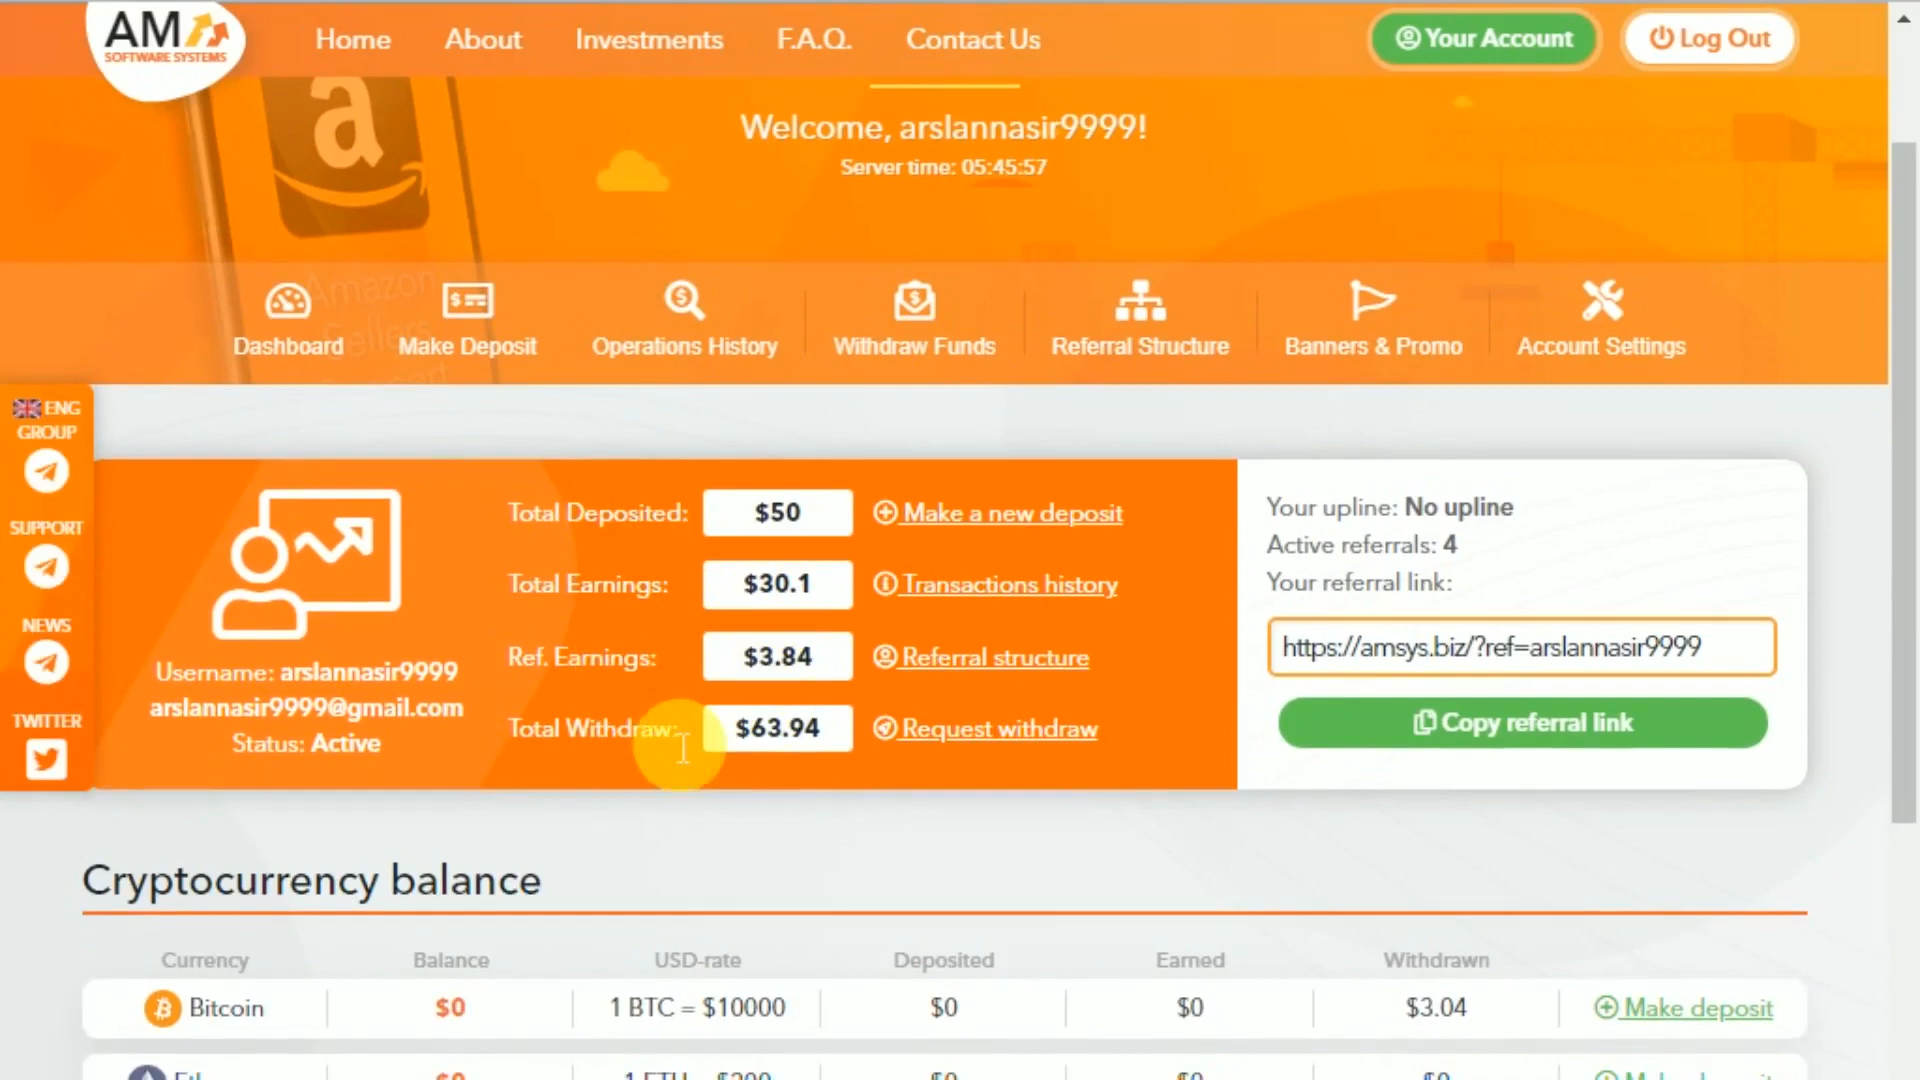 AM
SOFTWARE SYSTEMS
Home
About
Investments
F.A.Q.
Contact Us
Your Account
Log Out
a
Welcome, arslannasir9999!
Server time: 05:45:57
Amazon
Sellers
Dashboard
Make Deposit
Operations History
Withdraw Funds
Referral Structure
Banners & Promo
Account Settings
ENG
GROUP
SUPPORT
NEWS
TWITTER
Username: arslannasir9999
arslannasir9999@gmail.com
Status: Active
Total Deposited: $50 Make a new deposit
Total Earnings: $30.1 Transactions history
Ref. Earnings: $3.84 Referral structure
Total Withdraw: $63.94 Request withdraw
Your upline: No upline
Active referrals: 4
Your referral link:
https://amsys.biz/?ref=arslannasir9999
Copy referral link
Cryptocurrency balance
Currency Balance USD-rate Deposited Earned Withdrawn
Bitcoin $0 1 BTC = $10000 $0 $0 $3.04 Make deposit